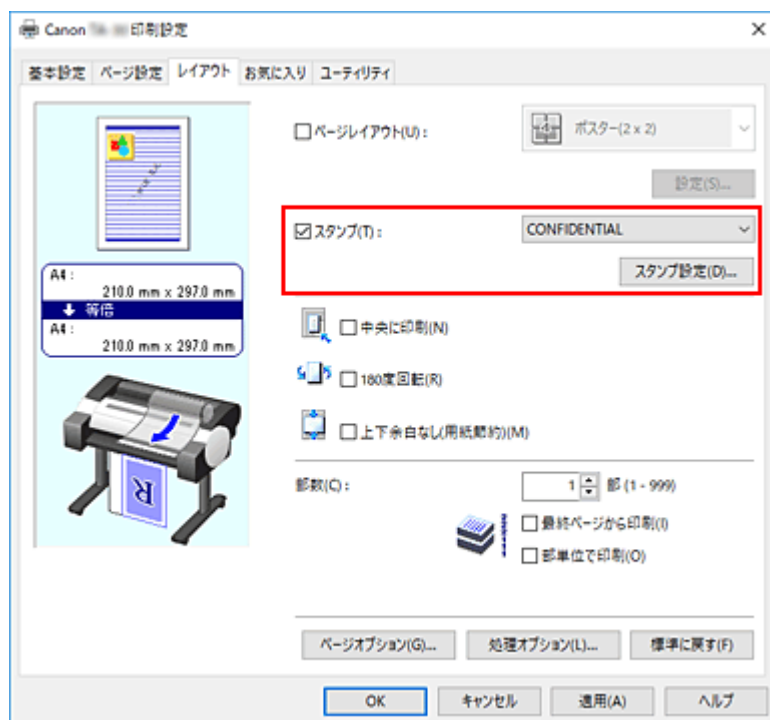 Canon 印刷設定
基本設定 ページ設定 レイアウト お気に入り ユーティリティ
ページレイアウト(U) :
ポスター(2 x 2)
設定(S)...
スタンプ(T) :
CONFIDENTIAL
スタンプ設定(D)...
A4 :
210.0 mm x 297.0 mm
等倍
A4 :
210.0 mm x 297.0 mm
中央に印刷(N)
180度回転(R)
上下余白なし(用紙節約)(M)
R
部数(C) :
1 部 (1 - 999)
最終ページから印刷(I)
部単位で印刷(O)
ページオプション(G)... 処理オプション(L)... 標準に戻す(F)
OK キャンセル 適用(A) ヘルプ